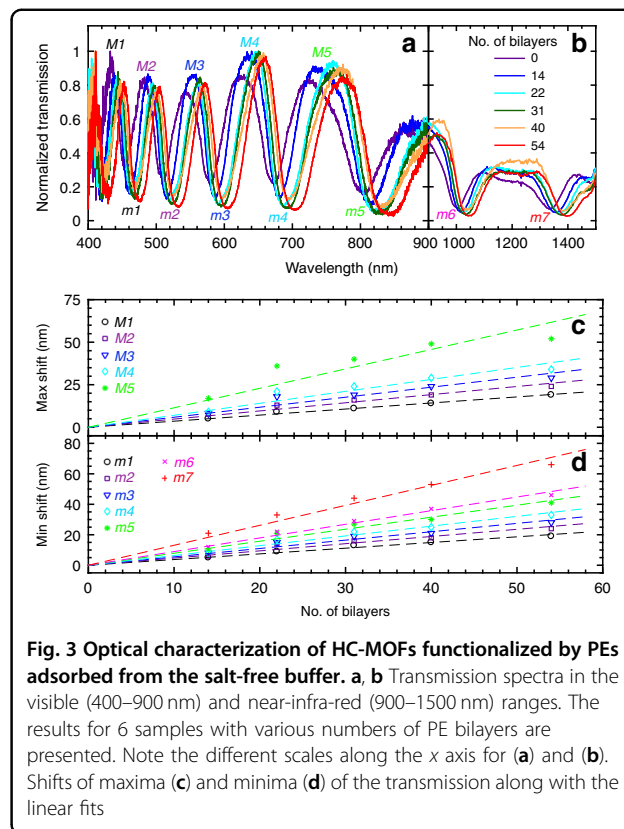 M1 M2 M3 M4 M5 a b
No. of bilayers
0
14
22
31
40
54
Normalized transmission
1
0.8
0.6
0.4
0.2
0
m1 m2 m3 m4 m5 m6 m7
400 500 600 700 800 900 1000 1200 1400
Wavelength (nm)
75
50
25
0
Max shift (nm)
M1
M2
M3
M4
M5
c
60
40
20
0
Min shift (nm)
m1 m6
m2 m7
m3
m4
m5
d
0 10 20 30 40 50 60
No. of bilayers
Fig. 3 Optical characterization of HC-MOFs functionalized by PEs
adsorbed from the salt-free buffer. a, b Transmission spectra in the
visible (400–900 nm) and near-infra-red (900–1500 nm) ranges. The
results for 6 samples with various numbers of PE bilayers are
presented. Note the different scales along the x axis for (a) and (b).
Shifts of maxima (c) and minima (d) of the transmission along with the
linear fits